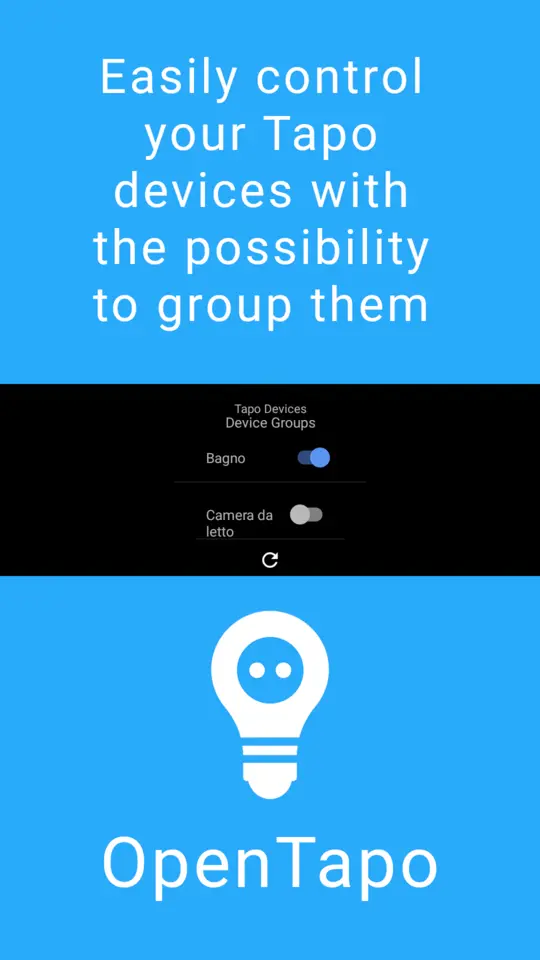 Easily control
your Tapo
devices with
the possibility
to group them
Tapo Devices
Device Groups
Bagno
Camera da
letto
OpenTapo